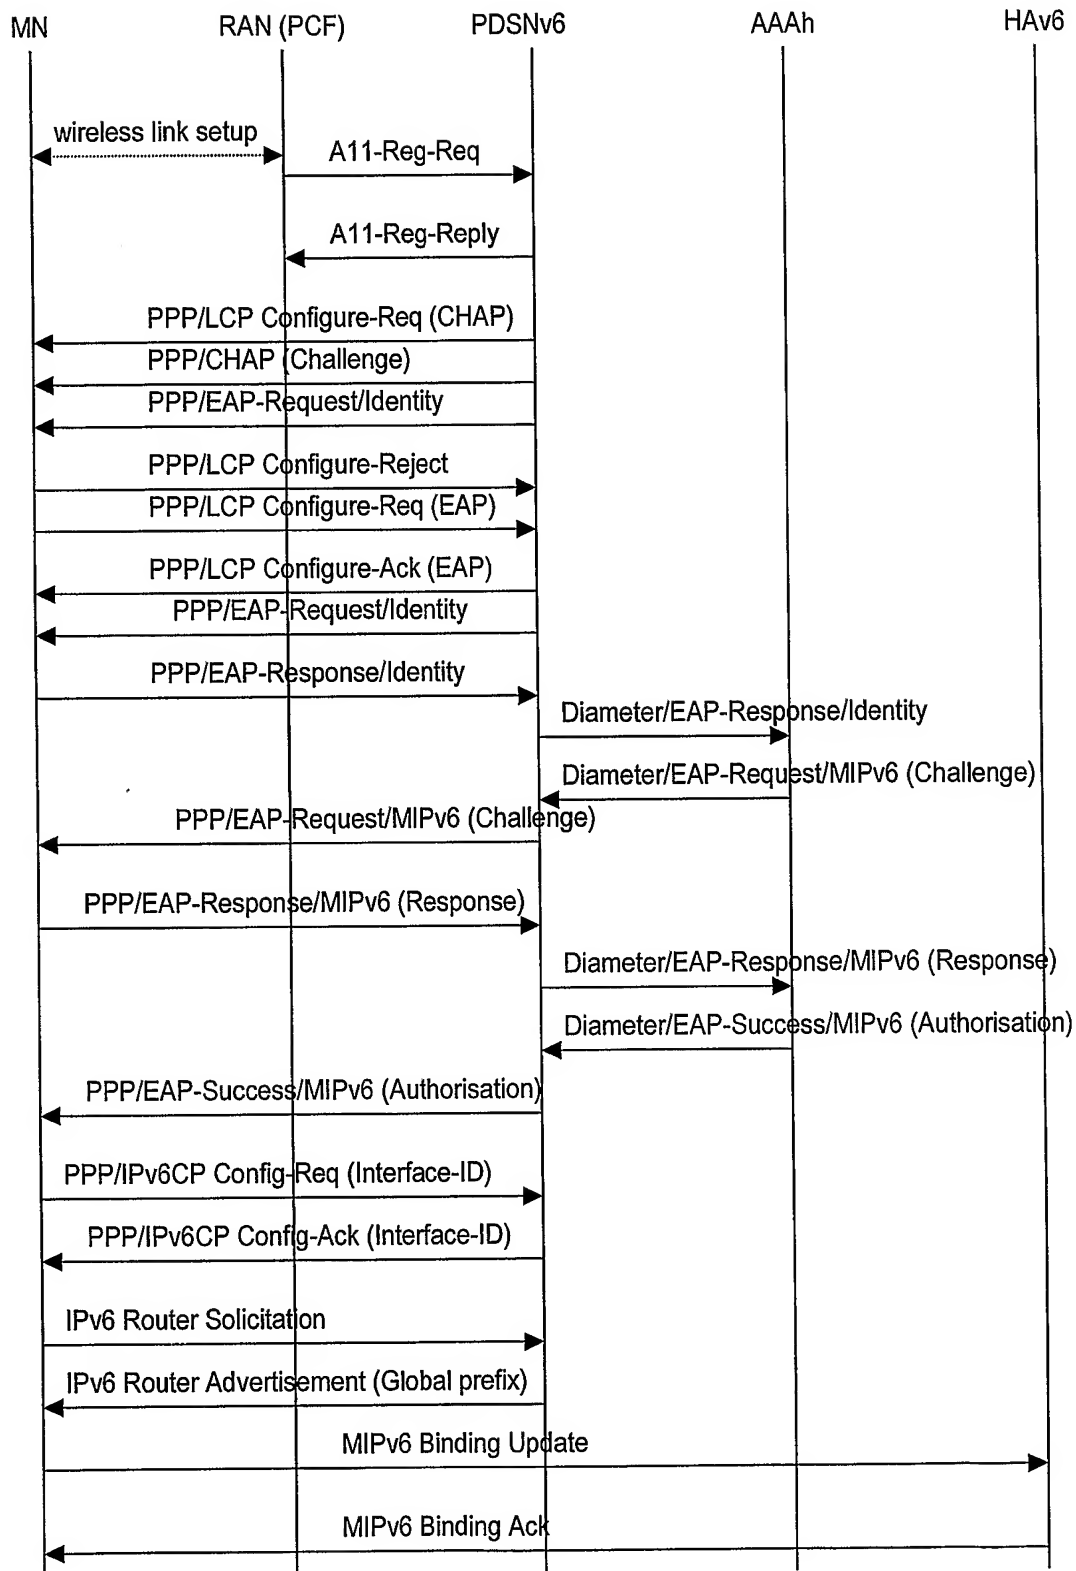 MN RAN (PCF) PDSNv6 AAAh HAv6
wireless link setup
A11-Reg-Req
A11-Reg-Reply
PPP/LCP Configure-Req (CHAP)
PPP/CHAP (Challenge)
PPP/EAP-Request/Identity
PPP/LCP Configure-Reject
PPP/LCP Configure-Req (EAP)
PPP/LCP Configure-Ack (EAP)
PPP/EAP-Request/Identity
PPP/EAP-Response/Identity
Diameter/EAP-Response/Identity
Diameter/EAP-Request/MIPv6 (Challenge)
PPP/EAP-Request/MIPv6 (Challenge)
PPP/EAP-Response/MIPv6 (Response)
Diameter/EAP-Response/MIPv6 (Response)
Diameter/EAP-Success/MIPv6 (Authorisation)
PPP/EAP-Success/MIPv6 (Authorisation)
PPP/IPv6CP Config-Req (Interface-ID)
PPP/IPv6CP Config-Ack (Interface-ID)
IPv6 Router Solicitation
IPv6 Router Advertisement (Global prefix)
MIPv6 Binding Update
MIPv6 Binding Ack